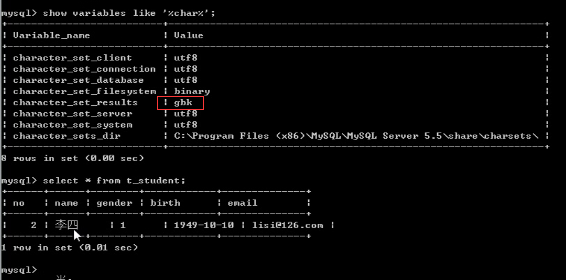 mysql> show variables like '%char%';
| Variable_name | Value |
| character_set_client | utf8 |
| character_set_connection | utf8 |
| character_set_database | utf8 |
| character_set_filesystem | binary |
| character_set_results | gbk |
| character_set_server | utf8 |
| character_set_system | utf8 |
| character_sets_dir | C:\Program Files (x86)\MySQL\MySQL Server 5.5\share\charsets\ |
8 rows in set (0.00 sec)
mysql> select * from t_student;
| no | name | gender | birth | email |
| 2 | 李四 | 1 | 1949-10-10 | lisi@126.com |
1 row in set (0.01 sec)
mysql>